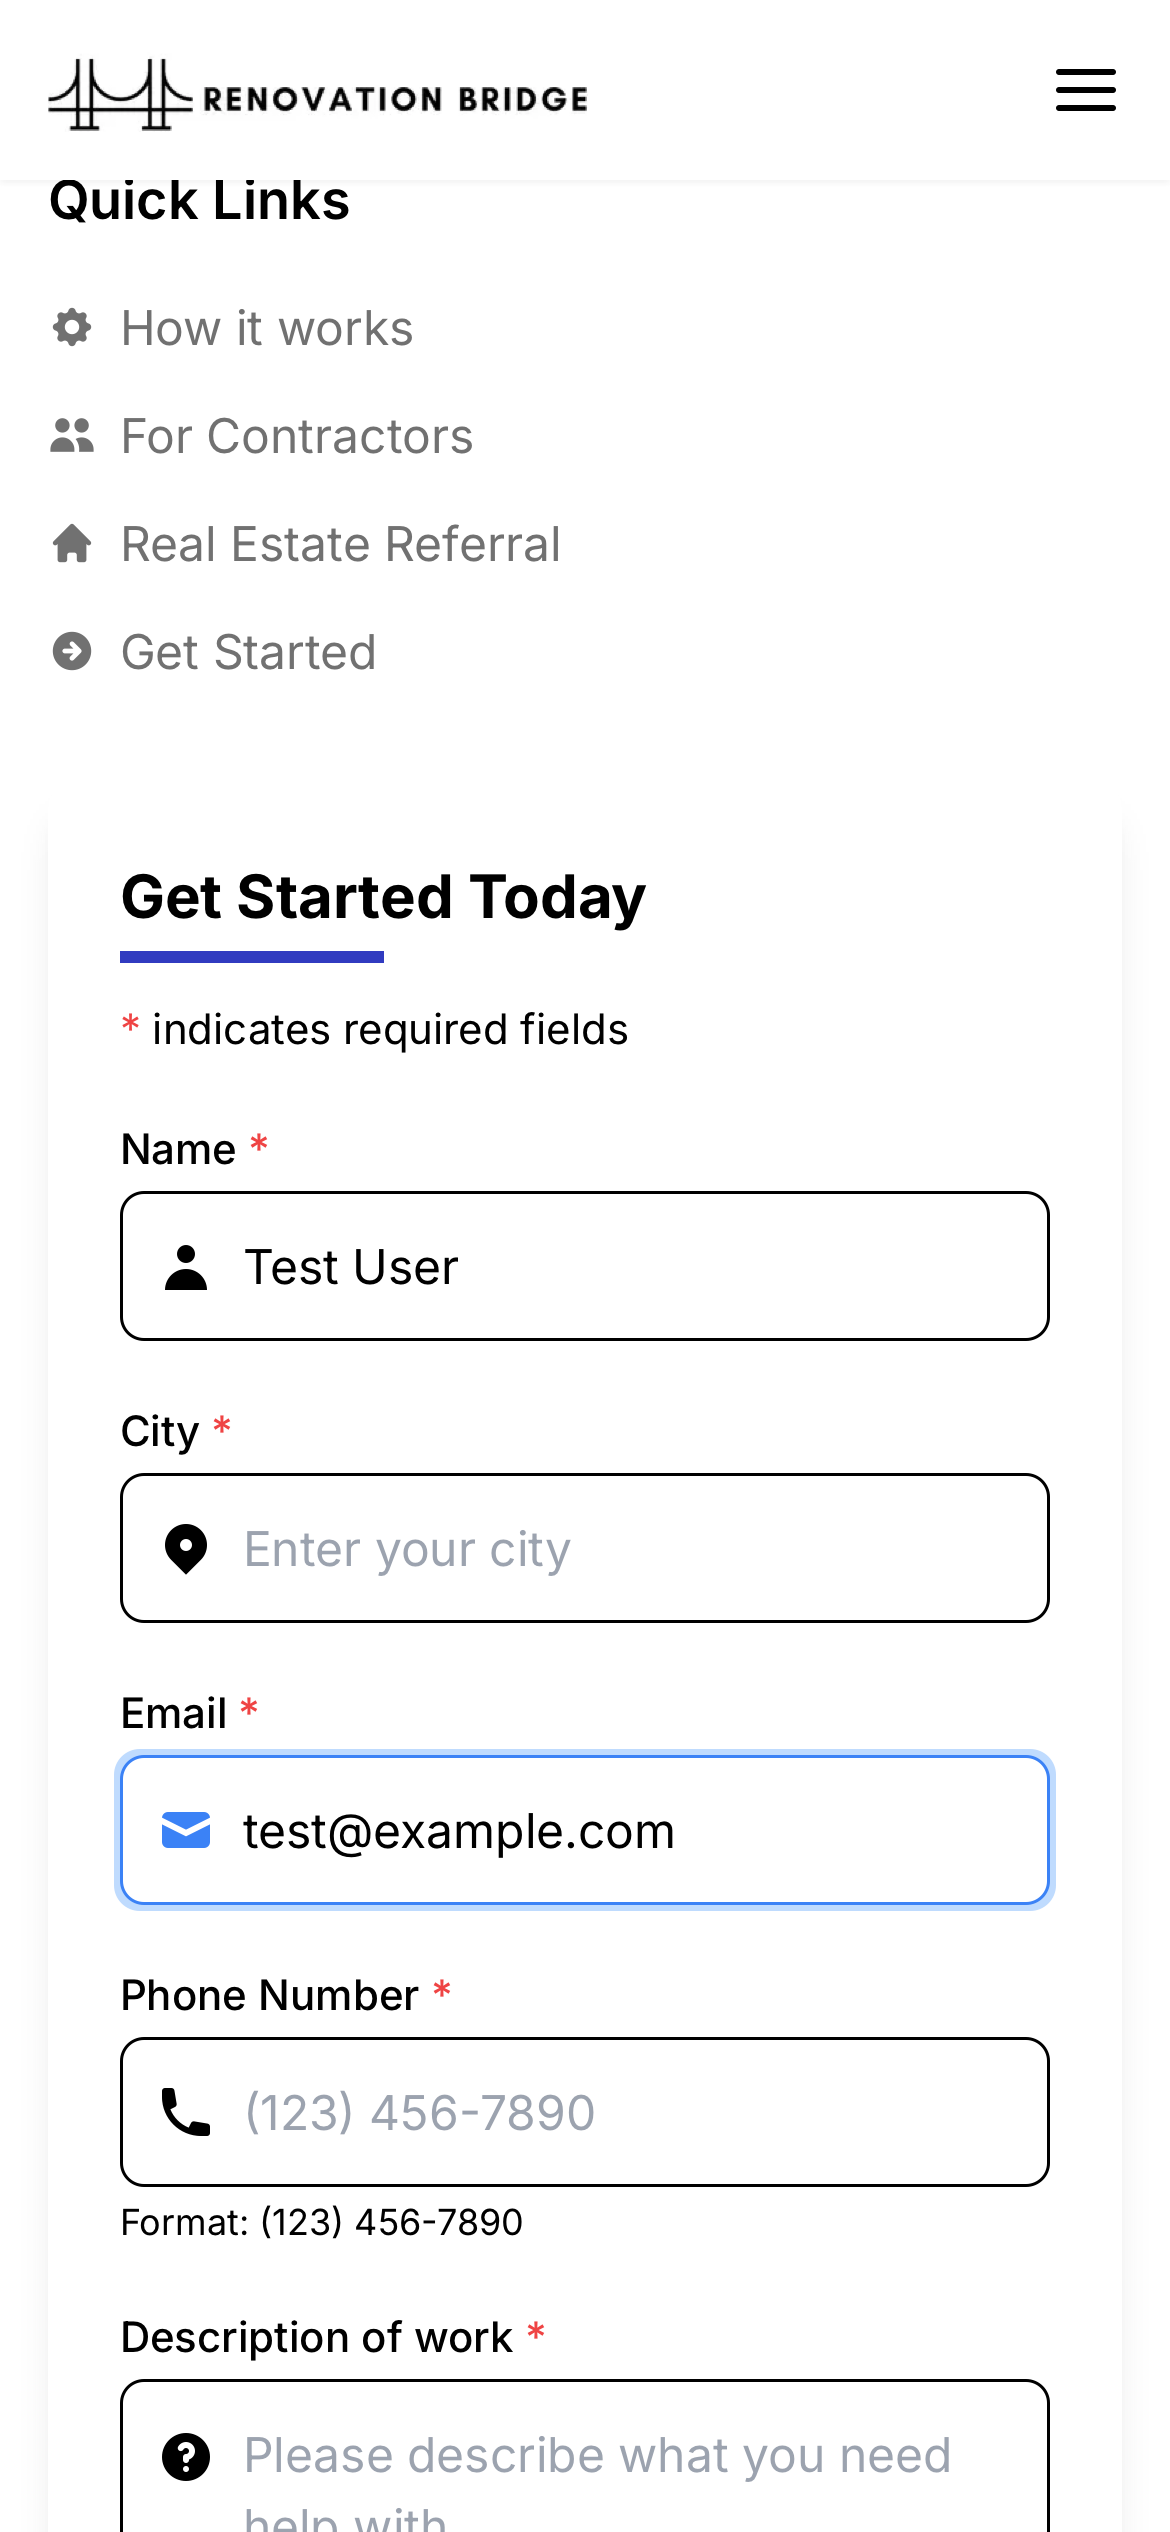 RENOVATION BRIDGE
Quick Links
How it works
For Contractors
Real Estate Referral
Get Started
Get Started Today
* indicates required fields
Name *
Test User
City *
Enter your city
Email *
test@example.com
Phone Number *
(123) 456-7890
Format: (123) 456-7890
Description of work *
Please describe what you need
help with